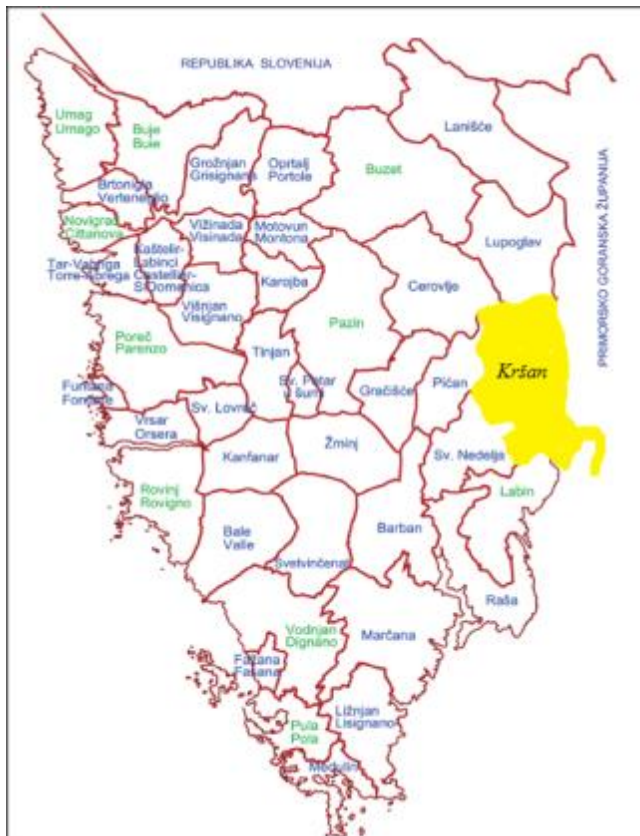 REPUBLIKA SLOVENIJA
Umag
Umago
Buje
Buie
Grožnjan
Grisignana
Oprtalj
Portole
Buzet
Lanišće
Brtonigla
Verteneglio
Novigrad
Cittanova
Vižinada
Visinada
Motovun
Montona
Lupoglav
PRIMORSKO GORANSKA ŽUPANIJA
Tar-Vabriga
Torre-Abrega
Kaštelir-
Labinci
Castellier-
S.Domenica
Karojba
Cerovlje
Višnjan
Visignano
Pazin
Poreč
Parenzo
Tinjan
Kršan
Funtana
Fontane
Sv. Petar
u šumi
Gračišće
Pićan
Sv. Lovreč
Vrsar
Orsera
Kanfanar
Žminj
Sv. Nedelja
Labin
Rovinj
Rovigno
Bale
Valle
Barban
Svetvinčenat
Raša
Vodnjan
Dignano
Marčana
Fažana
Fasana
Ližnjan
Lisignano
Pula
Pola
Medulin